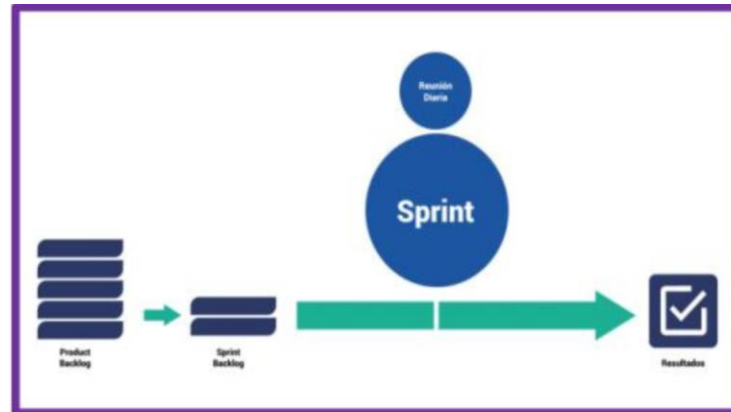 Reunión
Diaria
Sprint
Product
Backlog
Sprint
Backlog
Resultados